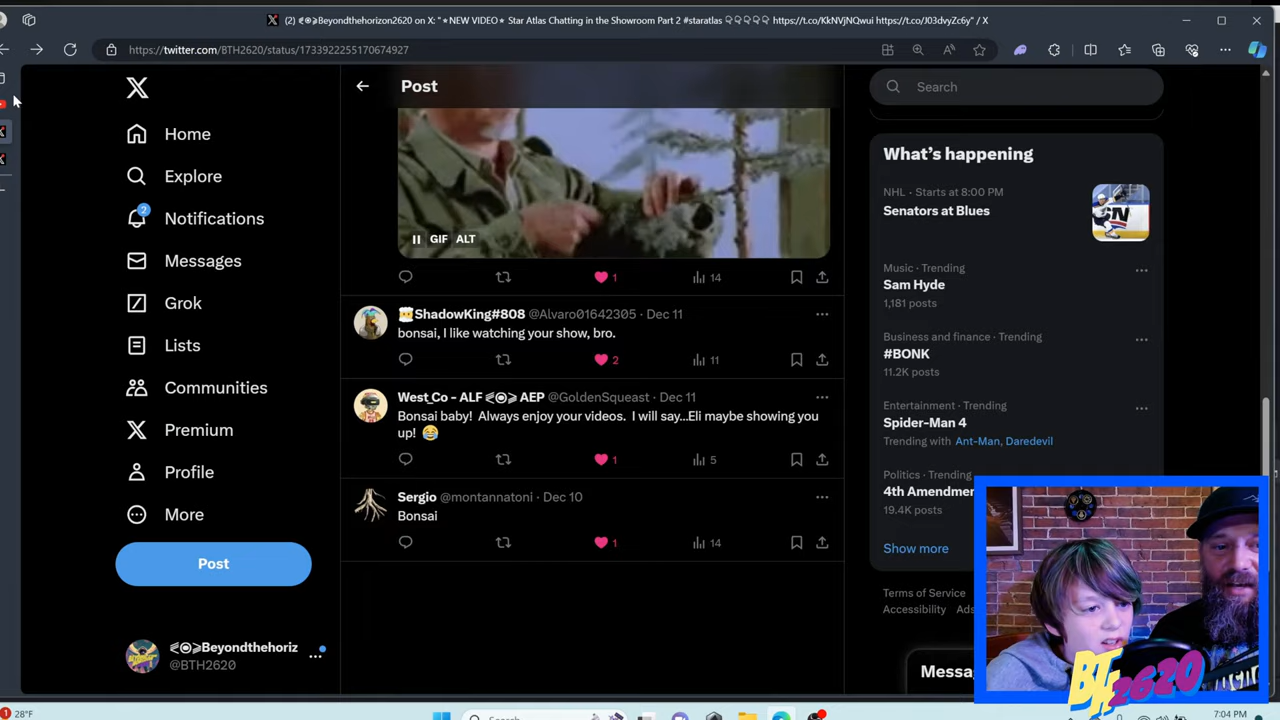 (2) ⋞⦿⋟Beyondthehorizon2620 on X: "⭐NEW VIDEO⭐ Star Atlas Chatting in the Showroom Part 2 #staratlas 👇👇👇👇👇 https://t.co/KkNVjNQwui https://t.co/J03dvyZc6y" / X
https://twitter.com/BTH2620/status/1733922255170674927
Post
Search
Home
Explore
2
Notifications
Messages
Grok
Lists
Communities
Premium
Profile
More
Post
⋞⦿⋟Beyondthehoriz
@BTH2620
GIF ALT
1
14
ShadowKing#808 @Alvaro01642305 · Dec 11
bonsai, I like watching your show, bro.
2
11
West_Co - ALF ⋞⦿⋟ AEP @GoldenSqueast · Dec 11
Bonsai baby! Always enjoy your videos. I will say...Eli maybe showing you
up! 😂
1
5
Sergio @montannatoni · Dec 10
Bonsai
1
14
What's happening
NHL · Starts at 8:00 PM
Senators at Blues
Music · Trending
Sam Hyde
1,181 posts
Business and finance · Trending
#BONK
11.2K posts
Entertainment · Trending
Spider-Man 4
Trending with Ant-Man, Daredevil
Politics · Trending
4th Amendmen
19.4K posts
Show more
Terms of Service
Accessibility Ads
Messa
BTH2620
28°F
Search
7:04 PM